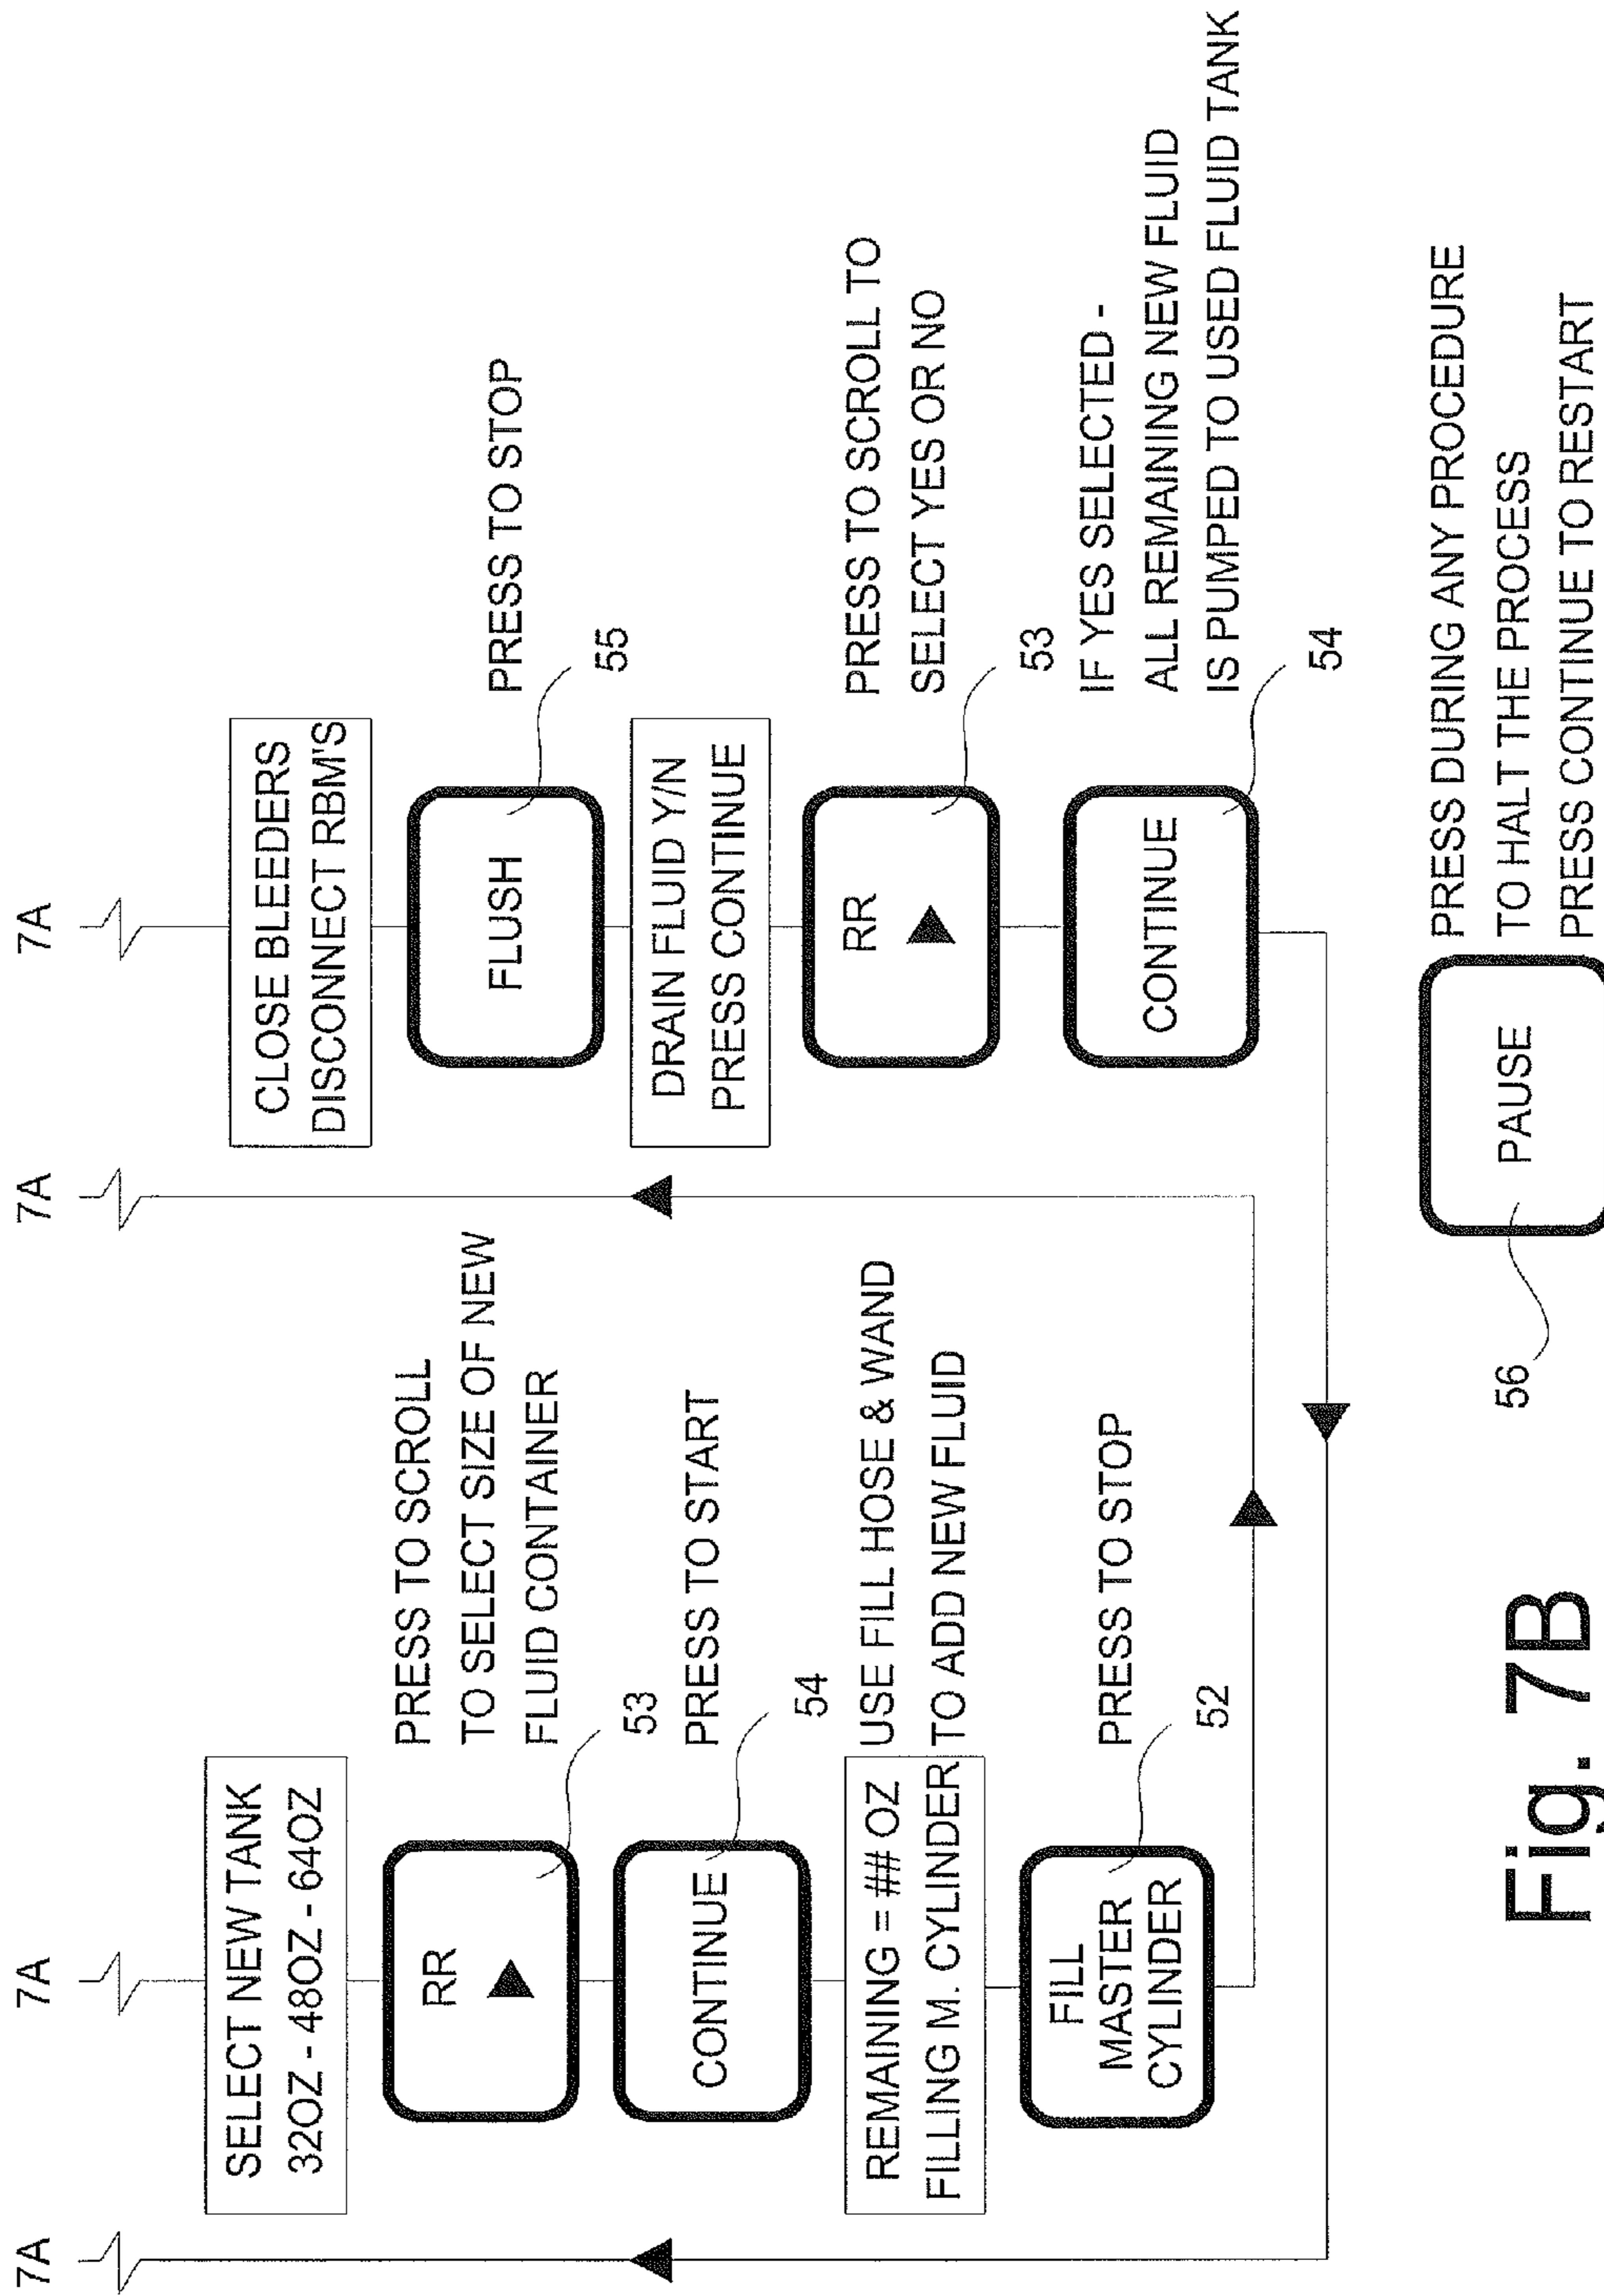 7A
7A
7A
7A
SELECT NEW TANK
32OZ - 48OZ - 64OZ
PRESS TO SCROLL
TO SELECT SIZE OF NEW
FLUID CONTAINER
RR
53
PRESS TO START
CONTINUE
54
REMAINING = ## OZ
FILLING M. CYLINDER
USE FILL HOSE & WAND
TO ADD NEW FLUID
PRESS TO STOP
FILL
MASTER
CYLINDER
52
CLOSE BLEEDERS
DISCONNECT RBM'S
PRESS TO STOP
FLUSH
55
DRAIN FLUID Y/N
PRESS CONTINUE
PRESS TO SCROLL TO
SELECT YES OR NO
RR
53
IF YES SELECTED -
ALL REMAINING NEW FLUID
IS PUMPED TO USED FLUID TANK
CONTINUE
54
56
PAUSE
PRESS DURING ANY PROCEDURE
TO HALT THE PROCESS
PRESS CONTINUE TO RESTART
Fig. 7B